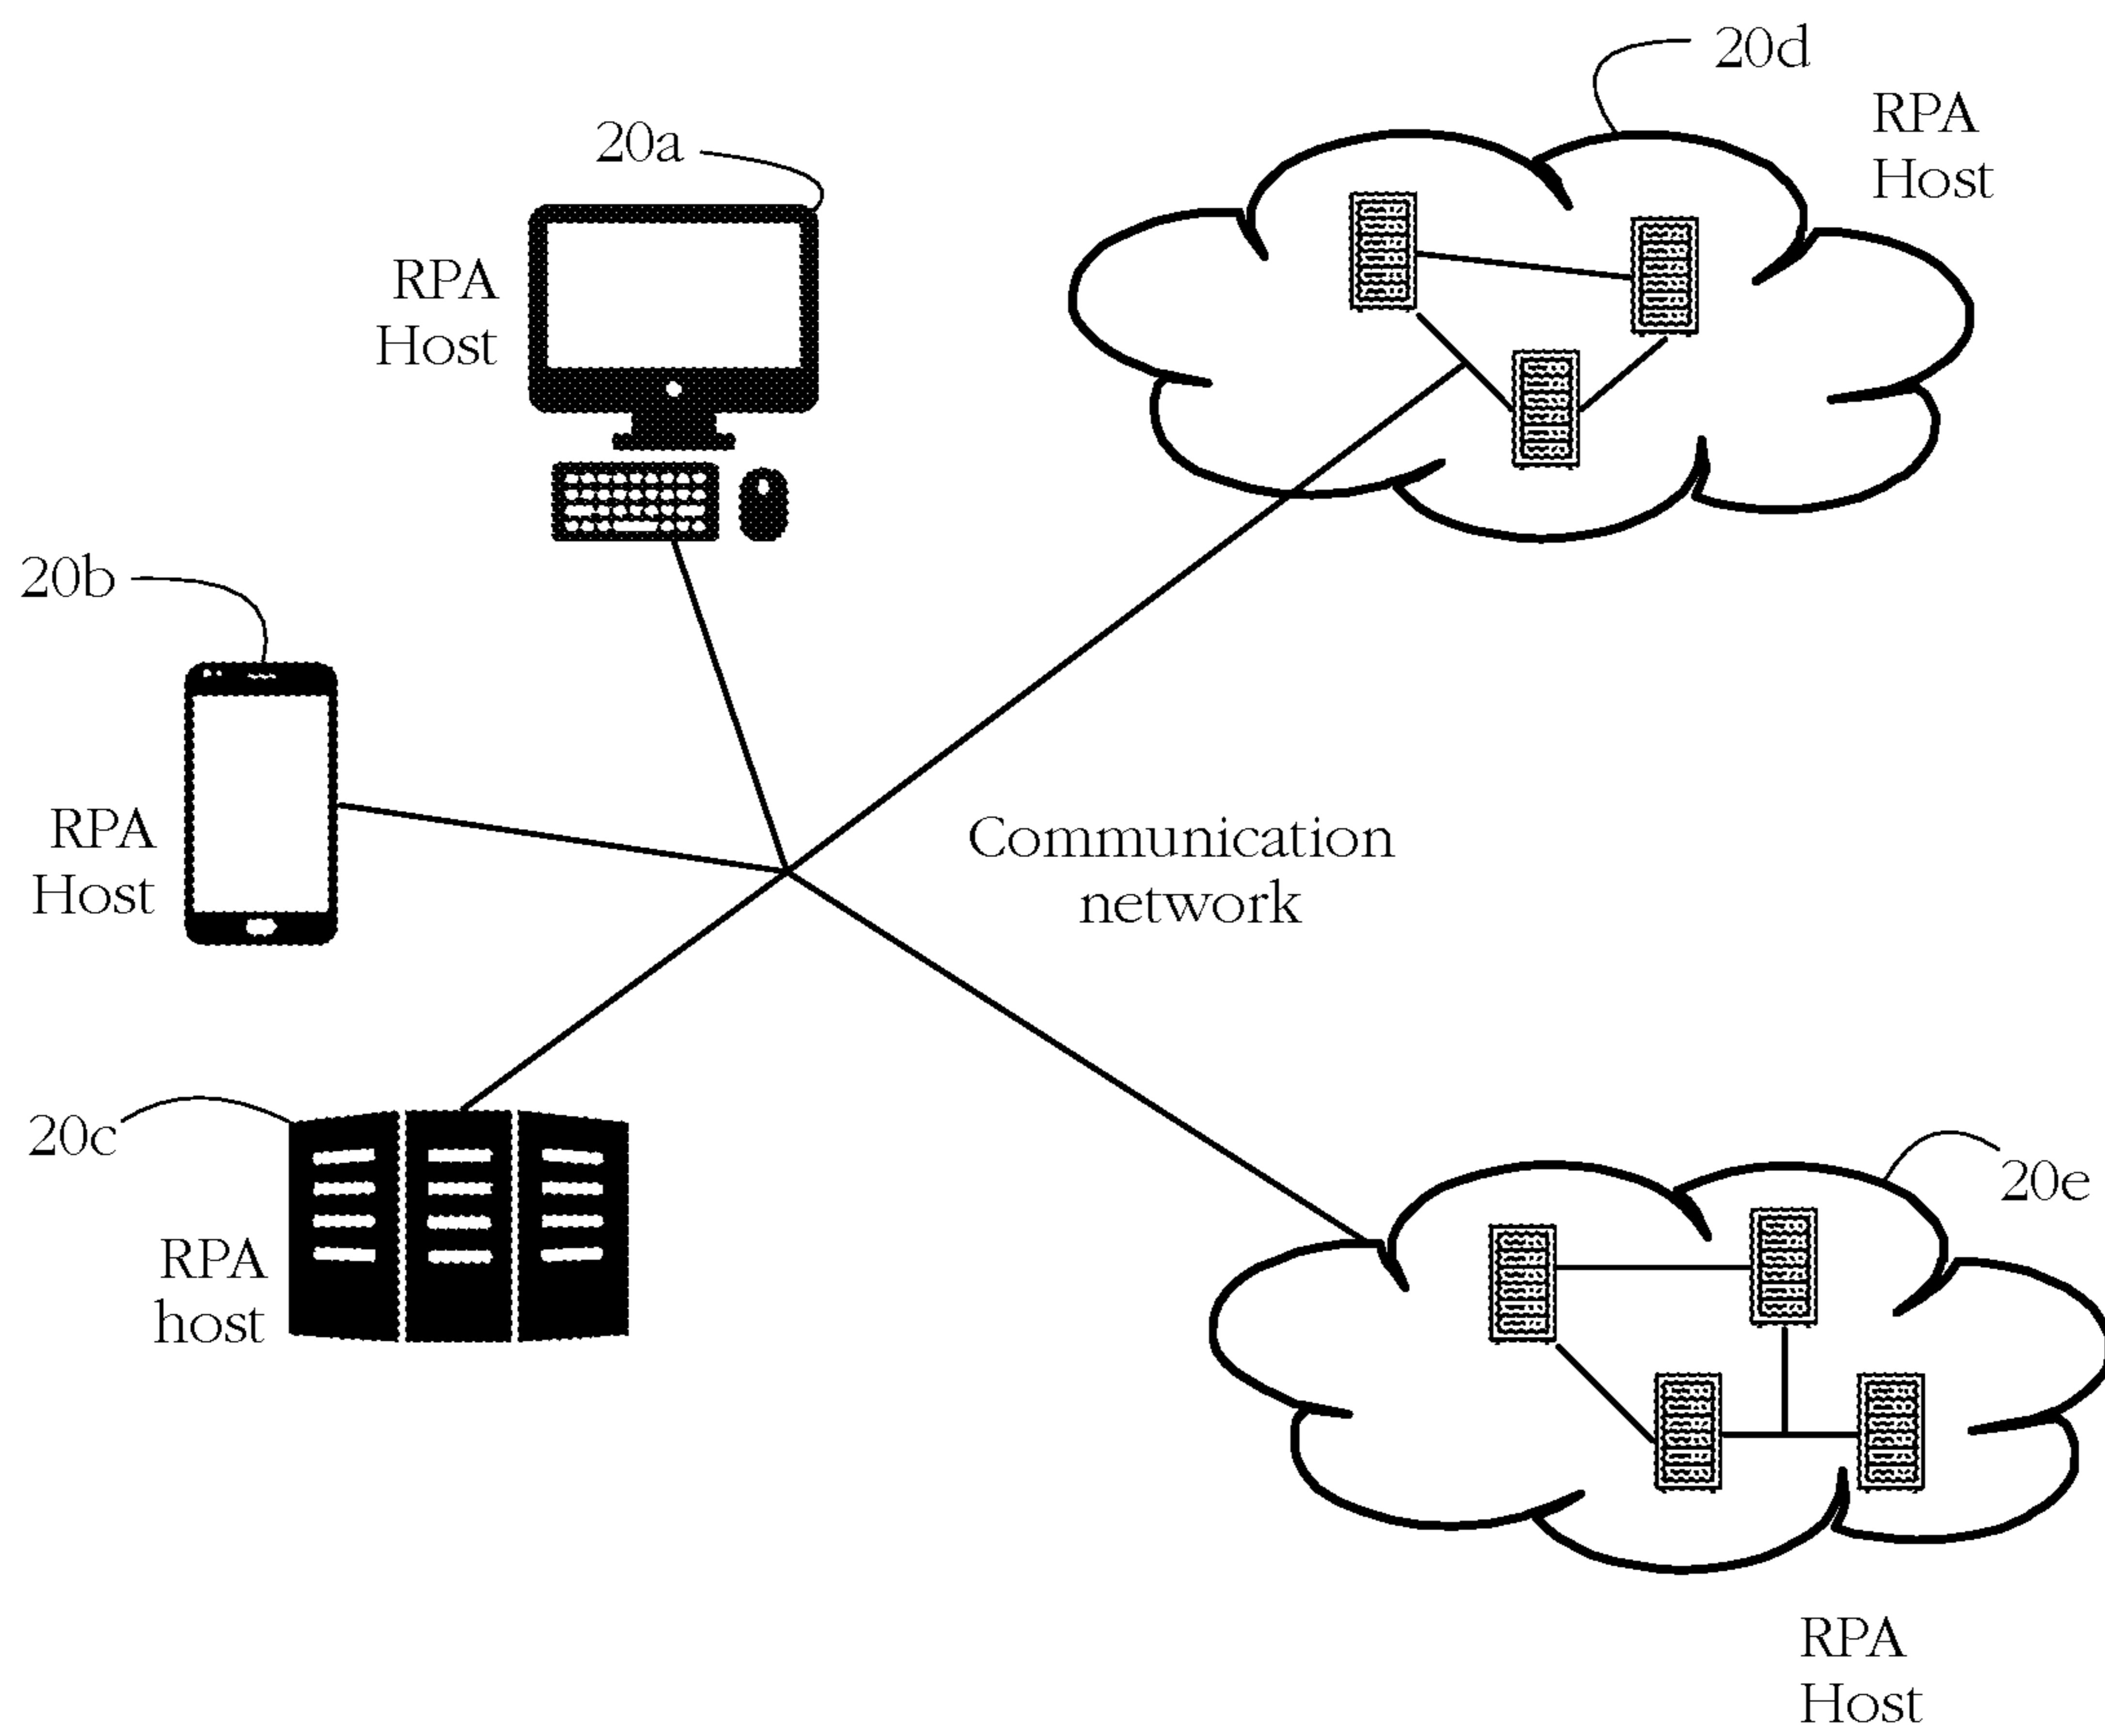 20d
RPA
Host
20a
RPA
Host
20b
RPA
Host
Communication
network
20c
RPA
host
20e
RPA
Host